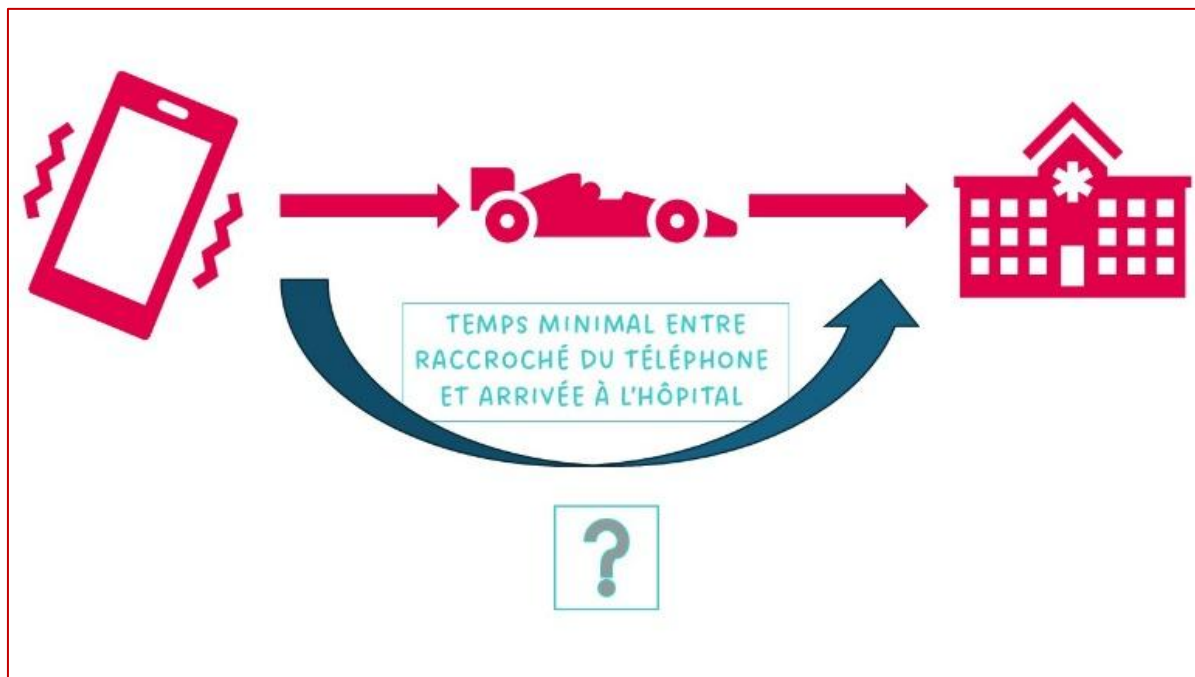 TEMPS MINIMAL ENTRE
RACCROCHÉ DU TÉLÉPHONE
ET ARRIVÉE À L'HÔPITAL
?